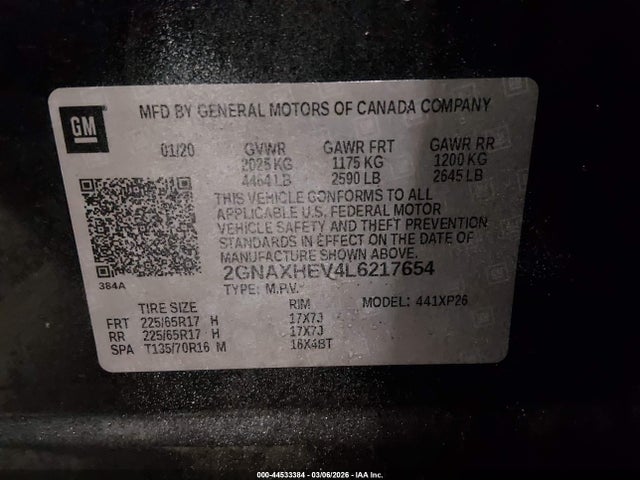 GM
MFD BY GENERAL MOTORS OF CANADA COMPANY
01/20 GVWR GAWR FRT GAWR RR
2025 KG 1175 KG 1200 KG
4464 LB 2590 LB 2645 LB
THIS VEHICLE CONFORMS TO ALL
APPLICABLE U.S. FEDERAL MOTOR
VEHICLE SAFETY AND THEFT PREVENTION
STANDARDS IN EFFECT ON THE DATE OF
MANUFACTURE SHOWN ABOVE.
2GNAXHEV4L6217654
384A
TYPE: M.P.V.
MODEL: 441XP26
TIRE SIZE RIM
FRT 225/65R17 H 17X7J
RR 225/65R17 H 17X7J
SPA T135/70R16 M 16X4BT
000-44533384 | 03/06/2026 | IAA Inc.